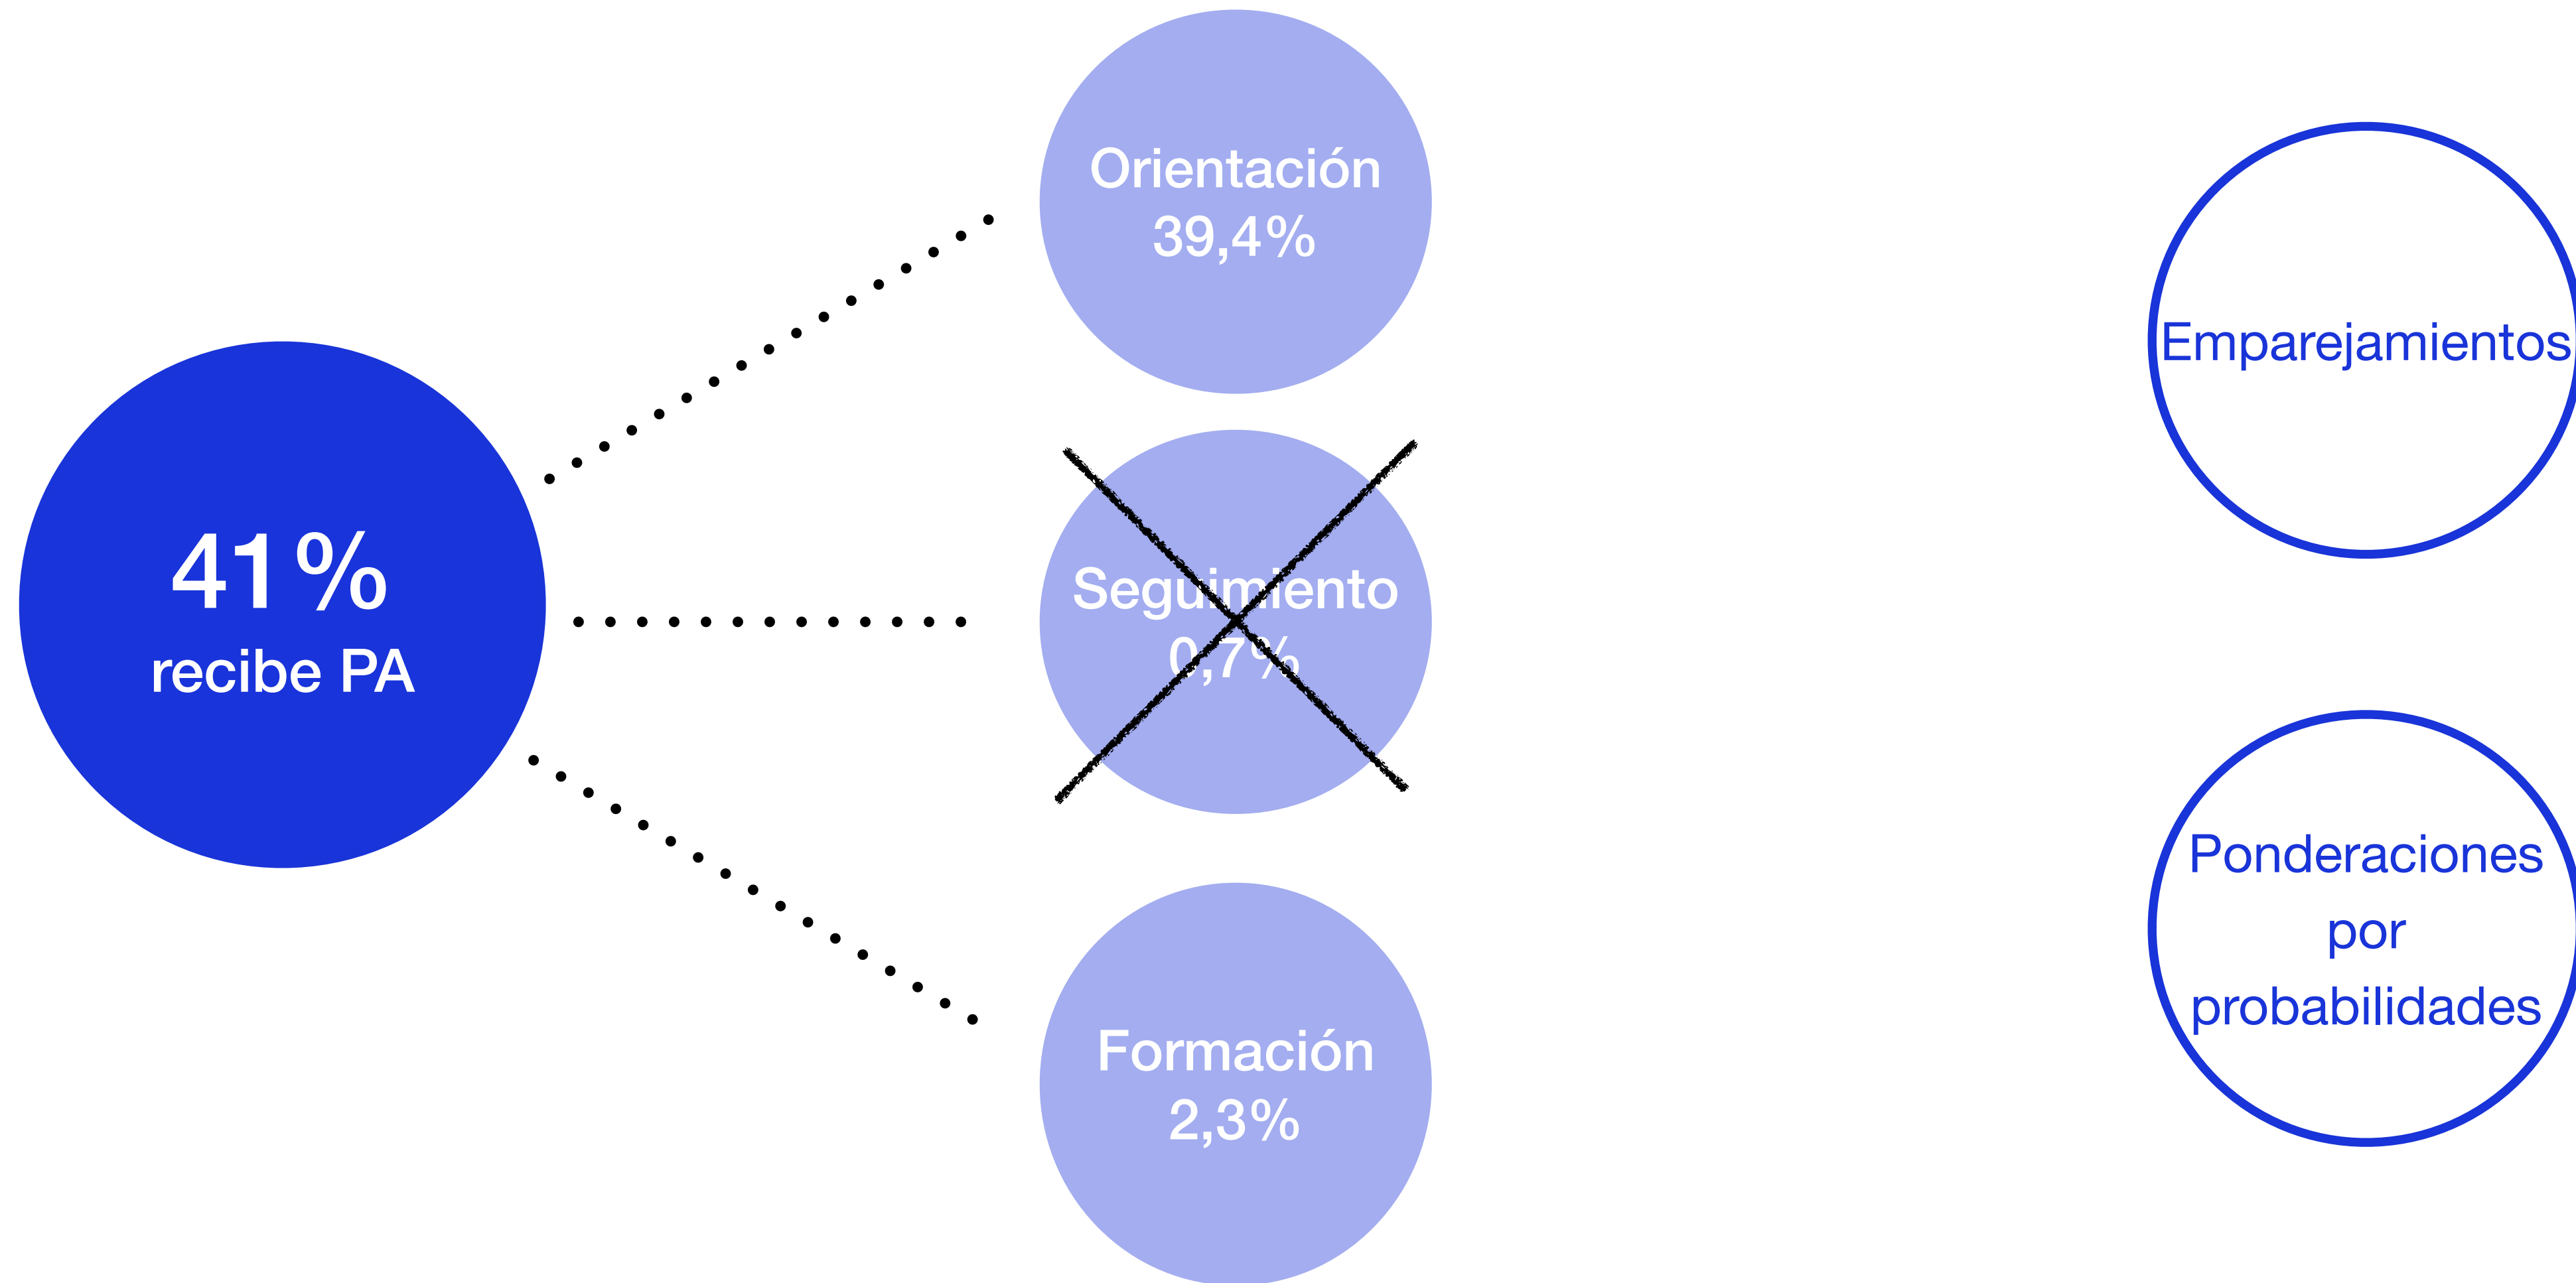 41%
recibe PA
Orientación
39,4%
Seguimiento
0,7%
Formación
2,3%
Emparejamientos
Ponderaciones
por
probabilidades